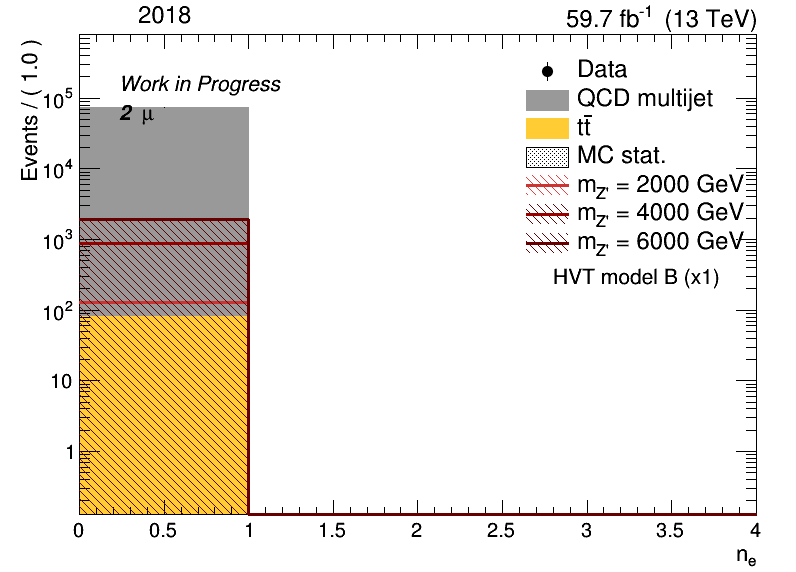 2018
59.7 fb⁻¹ (13 TeV)
Events / ( 1.0 )
Work in Progress
2 μ
Data
QCD multijet
tt̄
MC stat.
m_Z' = 2000 GeV
m_Z' = 4000 GeV
m_Z' = 6000 GeV
HVT model B (x1)
10⁵
10⁴
10³
10²
10
1
0 0.5 1 1.5 2 2.5 3 3.5 4
nₑ